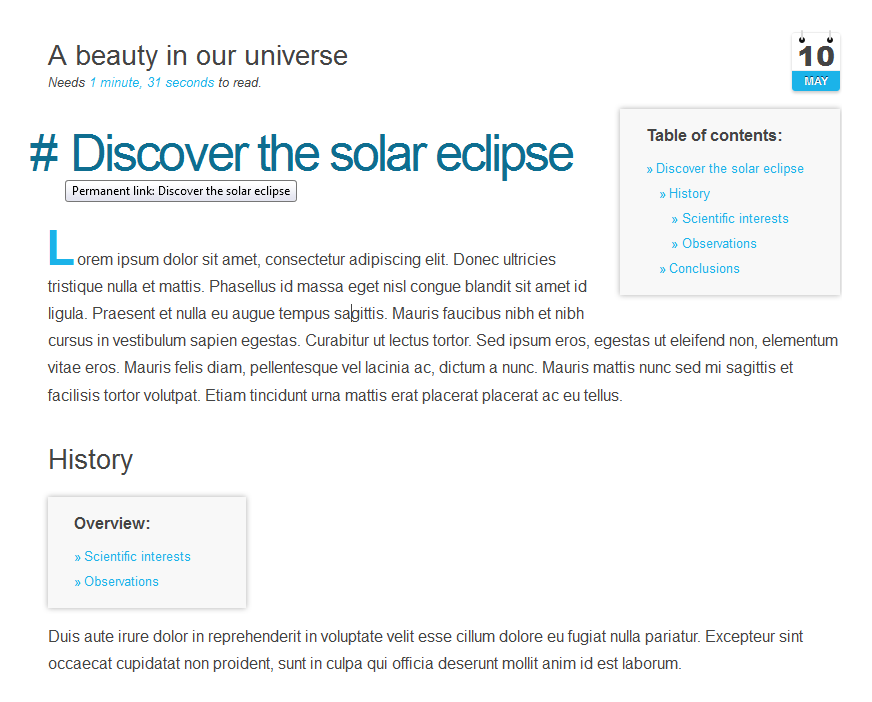 A beauty in our universe
Needs 1 minute, 31 seconds to read.
10
MAY
# Discover the solar eclipse
Permanent link: Discover the solar eclipse
Table of contents:
» Discover the solar eclipse
» History
» Scientific interests
» Observations
» Conclusions
Lorem ipsum dolor sit amet, consectetur adipiscing elit. Donec ultricies
tristique nulla et mattis. Phasellus id massa eget nisl congue blandit sit amet id
ligula. Praesent et nulla eu augue tempus sagittis. Mauris faucibus nibh et nibh
cursus in vestibulum sapien egestas. Curabitur ut lectus tortor. Sed ipsum eros, egestas ut eleifend non, elementum
vitae eros. Mauris felis diam, pellentesque vel lacinia ac, dictum a nunc. Mauris mattis nunc sed mi sagittis et
facilisis tortor volutpat. Etiam tincidunt urna mattis erat placerat placerat ac eu tellus.
History
Overview:
» Scientific interests
» Observations
Duis aute irure dolor in reprehenderit in voluptate velit esse cillum dolore eu fugiat nulla pariatur. Excepteur sint
occaecat cupidatat non proident, sunt in culpa qui officia deserunt mollit anim id est laborum.